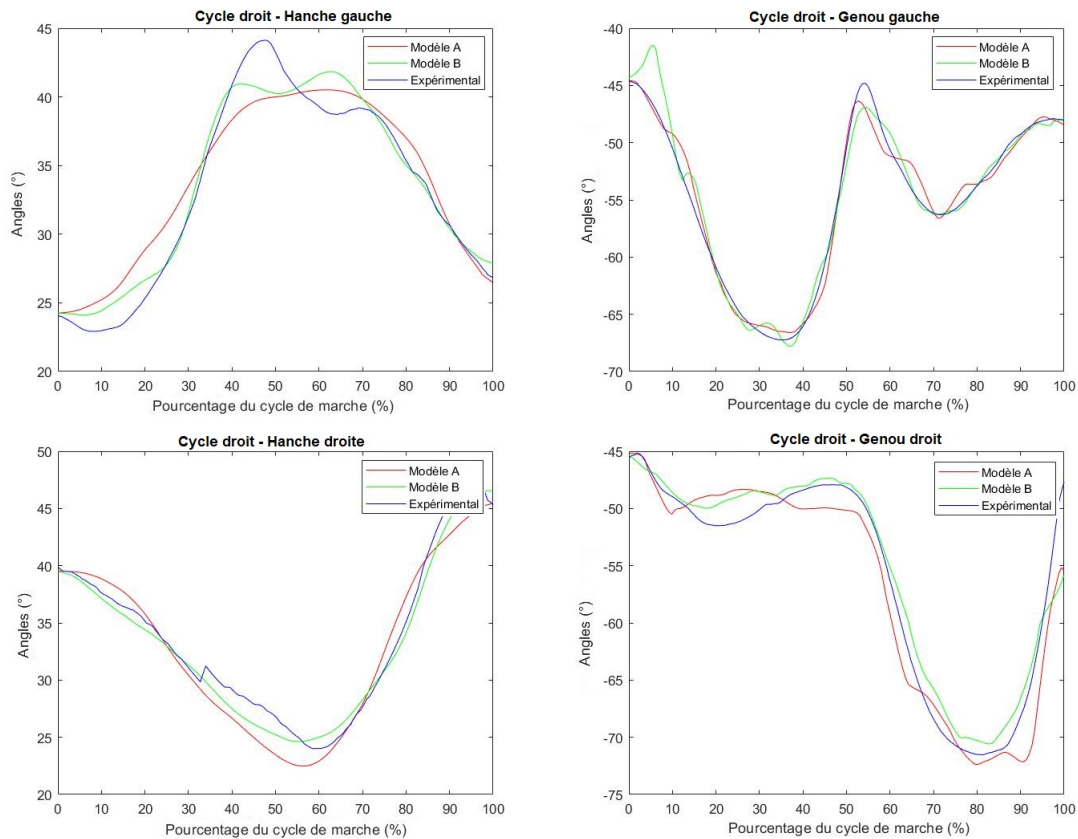 Cycle droit - Hanche gauche
45
40
35
30
25
20
Angles (°)
0 10 20 30 40 50 60 70 80 90 100
Pourcentage du cycle de marche (%)
Modèle A
Modèle B
Expérimental
Cycle droit - Genou gauche
-40
-45
-50
-55
-60
-65
-70
Angles (°)
0 10 20 30 40 50 60 70 80 90 100
Pourcentage du cycle de marche (%)
Modèle A
Modèle B
Expérimental
Cycle droit - Hanche droite
50
45
40
35
30
25
20
Angles (°)
0 10 20 30 40 50 60 70 80 90 100
Pourcentage du cycle de marche (%)
Modèle A
Modèle B
Expérimental
Cycle droit - Genou droit
-45
-50
-55
-60
-65
-70
-75
Angles (°)
0 10 20 30 40 50 60 70 80 90 100
Pourcentage du cycle de marche (%)
Modèle A
Modèle B
Expérimental